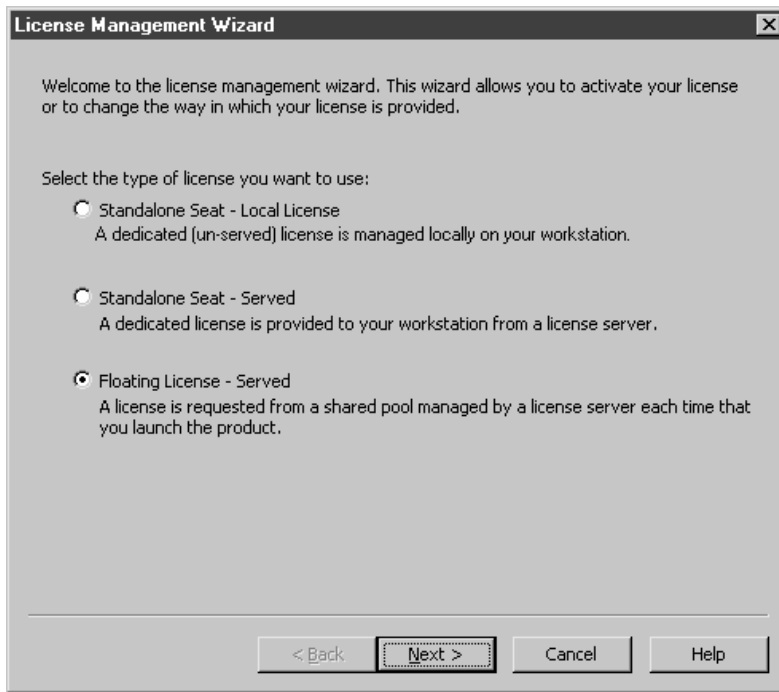 License Management Wizard
Welcome to the license management wizard. This wizard allows you to activate your license
or to change the way in which your license is provided.
Select the type of license you want to use:
Standalone Seat - Local License
A dedicated (un-served) license is managed locally on your workstation.
Standalone Seat - Served
A dedicated license is provided to your workstation from a license server.
Floating License - Served
A license is requested from a shared pool managed by a license server each time that
you launch the product.
< Back Next > Cancel Help